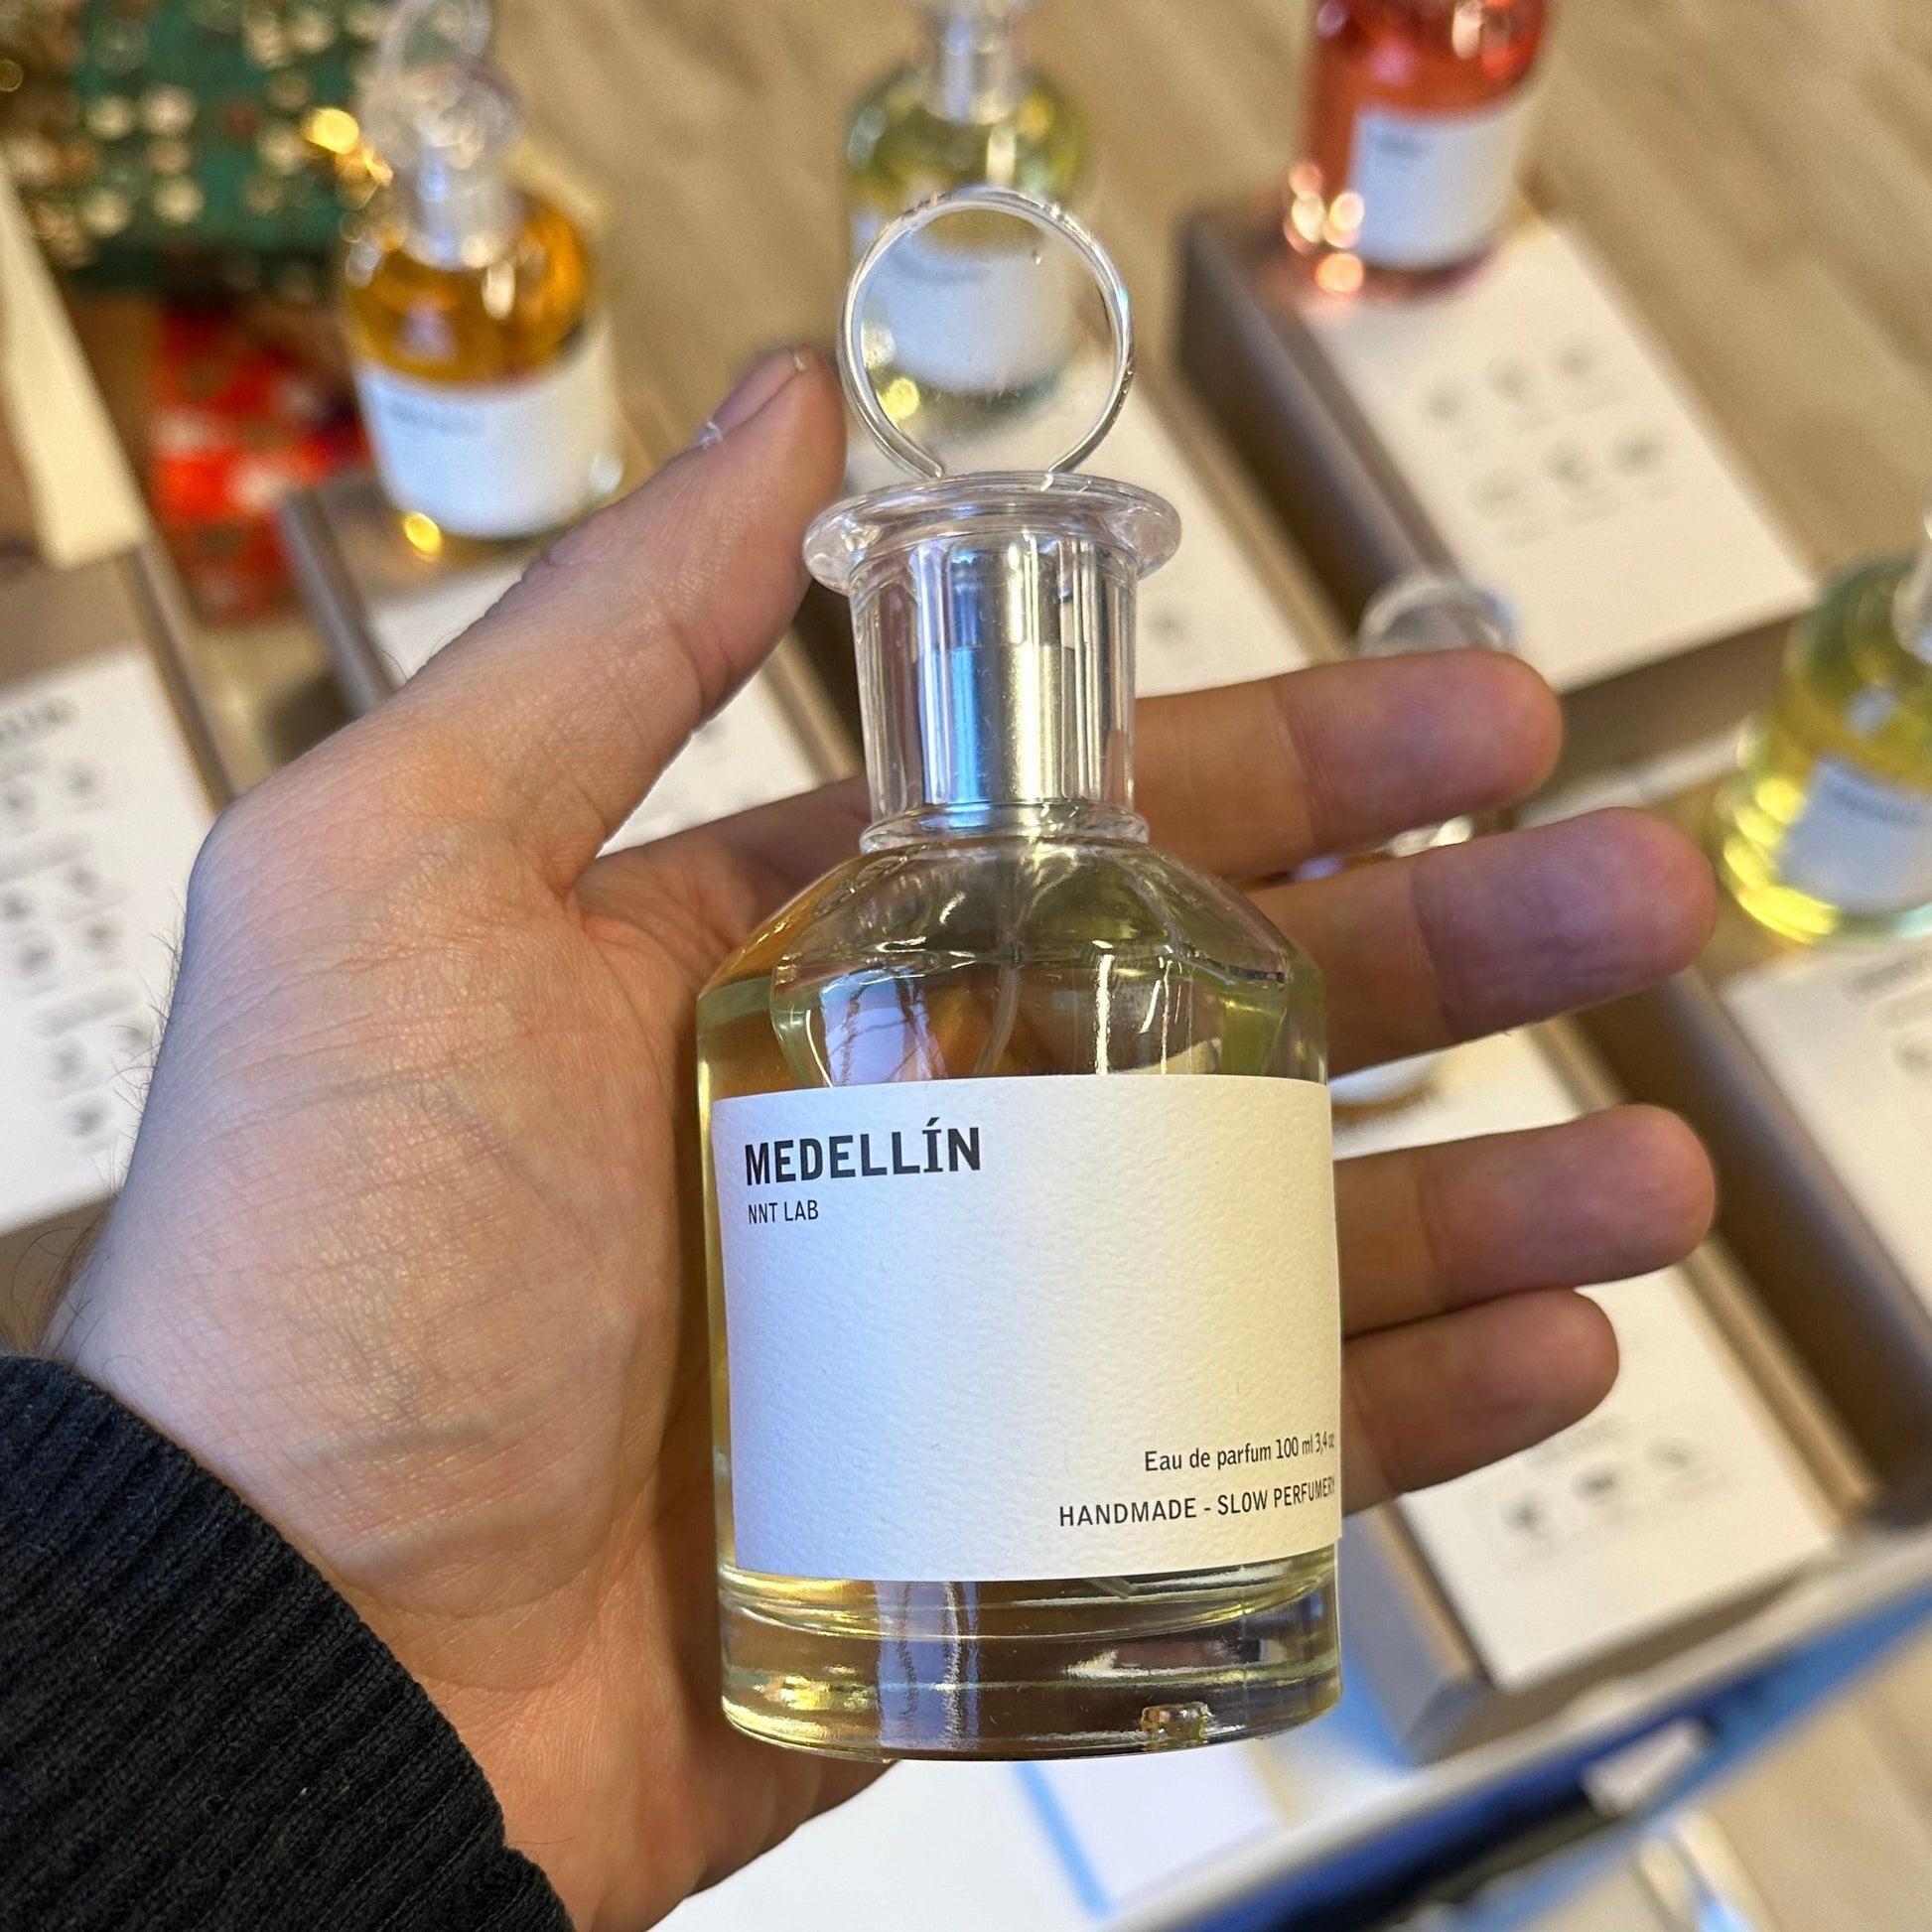 MEDELLÍN
NNT LAB
Eau de parfum 100 ml 3,4 oz
HANDMADE - SLOW PERFUMERY